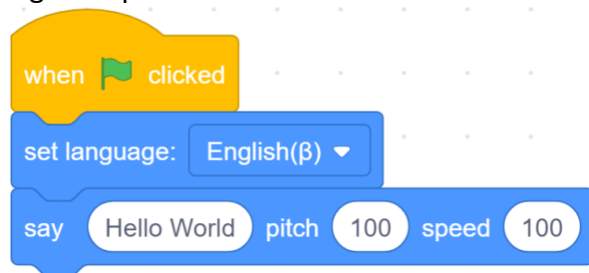 when clicked
set language: English(β)
say Hello World pitch 100 speed 100